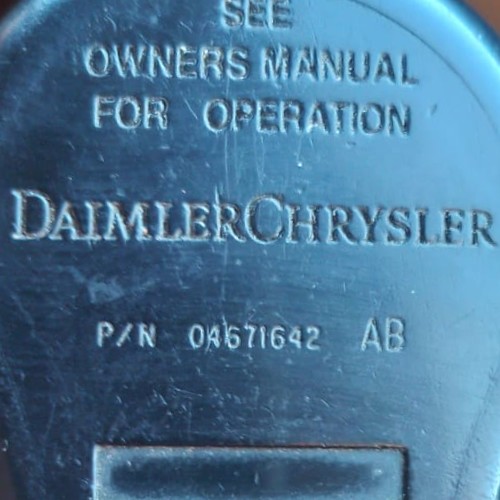 SEE
OWNERS MANUAL
FOR OPERATION
DAIMLERCHRYSLER
P/N 04671642 AB